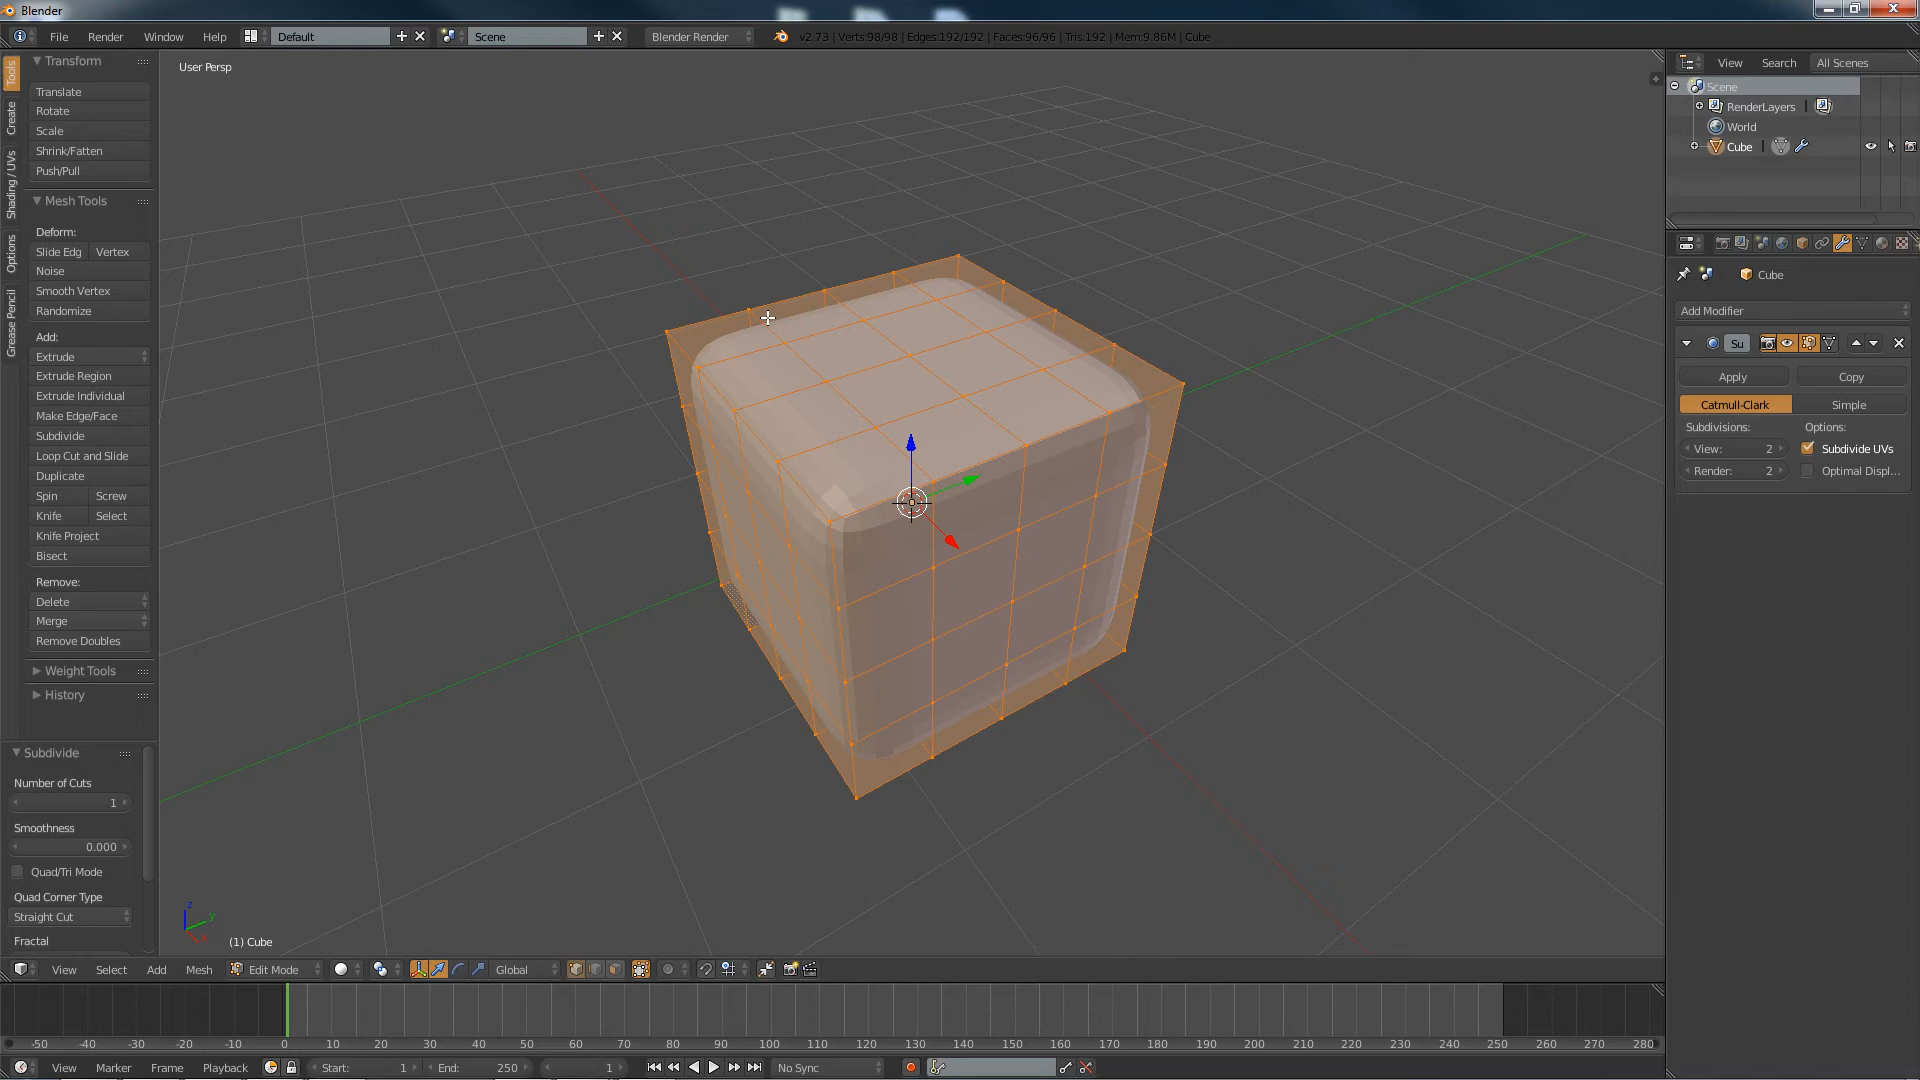 Blender
File Render Window Help Default Scene Blender Render v2.73 | Verts:98/98 | Edges:192/192 | Faces:96/96 | Tris:192 | Mem:9.86M | Cube
Tools
Create
Shading / UVs
Options
Grease Pencil
Transform
Translate
Rotate
Scale
Shrink/Fatten
Push/Pull
Mesh Tools
Deform:
Slide Edg Vertex
Noise
Smooth Vertex
Randomize
Add:
Extrude
Extrude Region
Extrude Individual
Make Edge/Face
Subdivide
Loop Cut and Slide
Duplicate
Spin Screw
Knife Select
Knife Project
Bisect
Remove:
Delete
Merge
Remove Doubles
Weight Tools
History
Subdivide
Number of Cuts
1
Smoothness
0.000
Quad/Tri Mode
Quad Corner Type
Straight Cut
Fractal
User Persp
z
y
x
(1) Cube
View Search All Scenes
Scene
RenderLayers |
World
Cube |
Cube
Add Modifier
Su
Apply Copy
Catmull-Clark Simple
Subdivisions: Options:
View: 2 Subdivide UVs
Render: 2 Optimal Displ...
View Select Add Mesh Edit Mode Global
-50 -40 -30 -20 -10 0 10 20 30 40 50 60 70 80 90 100 110 120 130 140 150 160 170 180 190 200 210 220 230 240 250 260 270 280
View Marker Frame Playback Start: 1 End: 250 1 No Sync